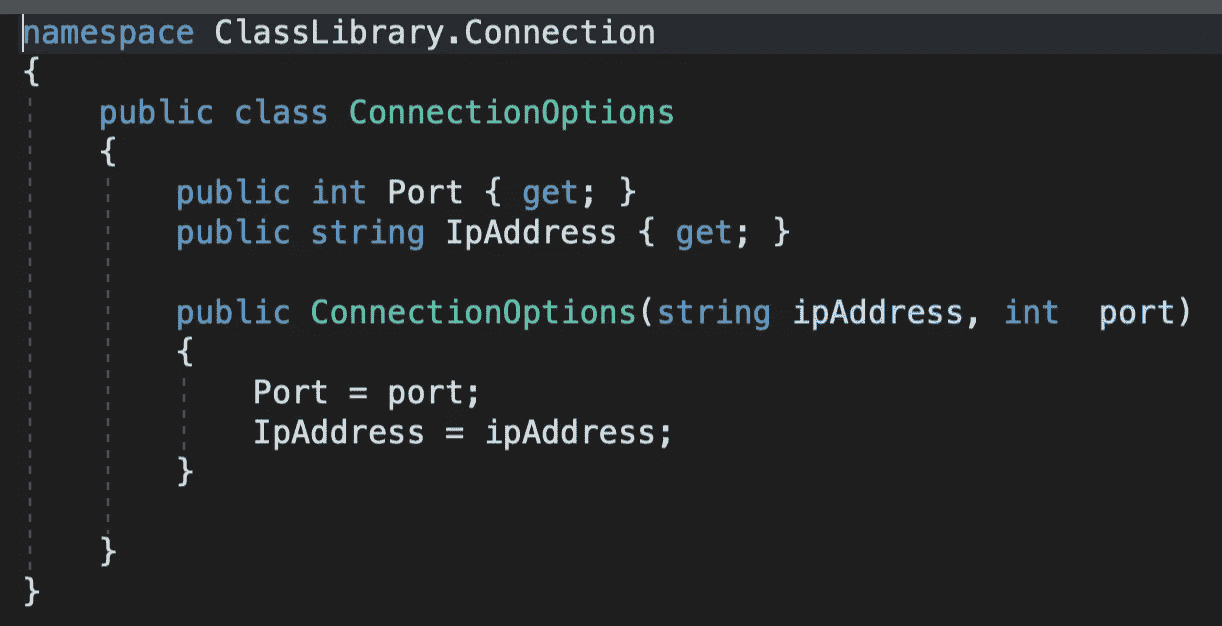 namespace ClassLibrary.Connection
{
    public class ConnectionOptions
    {
        public int Port { get; }
        public string IpAddress { get; }

        public ConnectionOptions(string ipAddress, int  port)
        {
            Port = port;
            IpAddress = ipAddress;
        }

    }
}